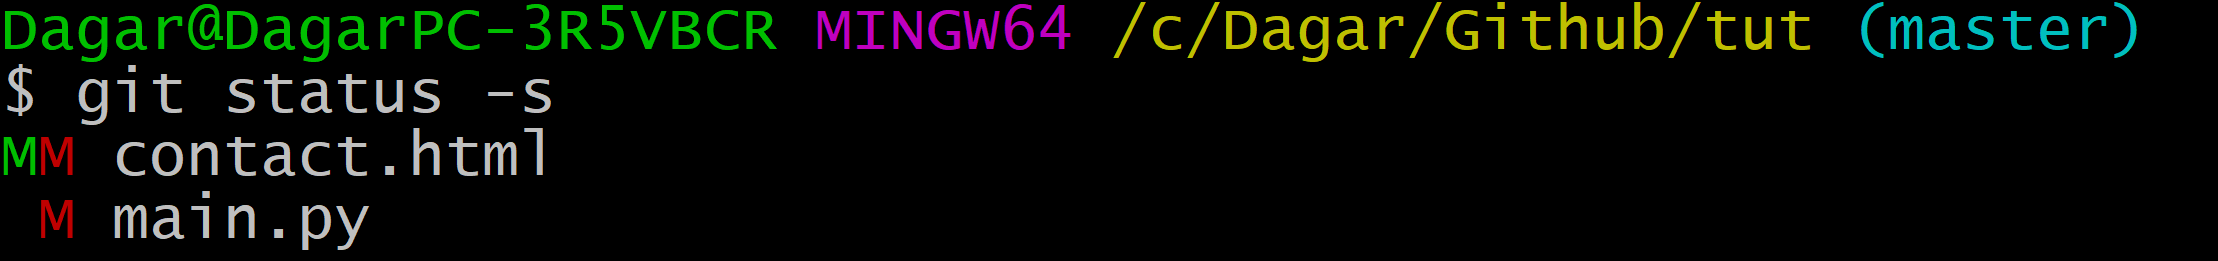 Dagar@DagarPC-3R5VBCR MINGW64 /c/Dagar/Github/tut (master)
$ git status -s
MM contact.html
 M main.py